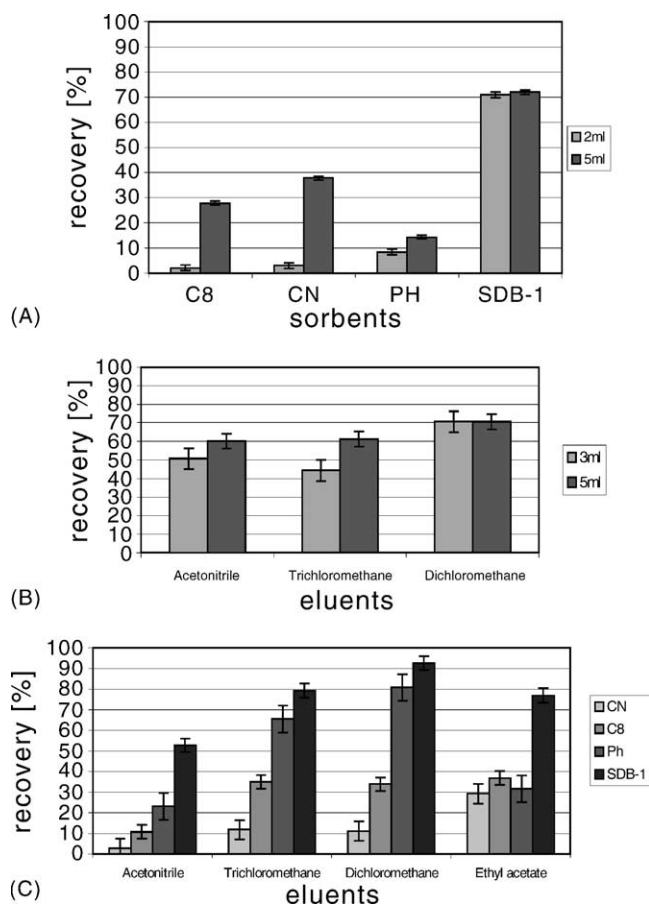 100
90
80
70
60
50
40
30
20
10
0
recovery [%]
C8 CN PH SDB-1
sorbents
2ml
5ml
(A)
100
90
80
70
60
50
40
30
20
10
0
recovery [%]
Acetonitrile Trichloromethane Dichloromethane
eluents
3ml
5ml
(B)
100
90
80
70
60
50
40
30
20
10
0
recovery [%]
Acetonitrile Trichloromethane Dichloromethane Ethyl acetate
eluents
CN
C8
Ph
SDB-1
(C)